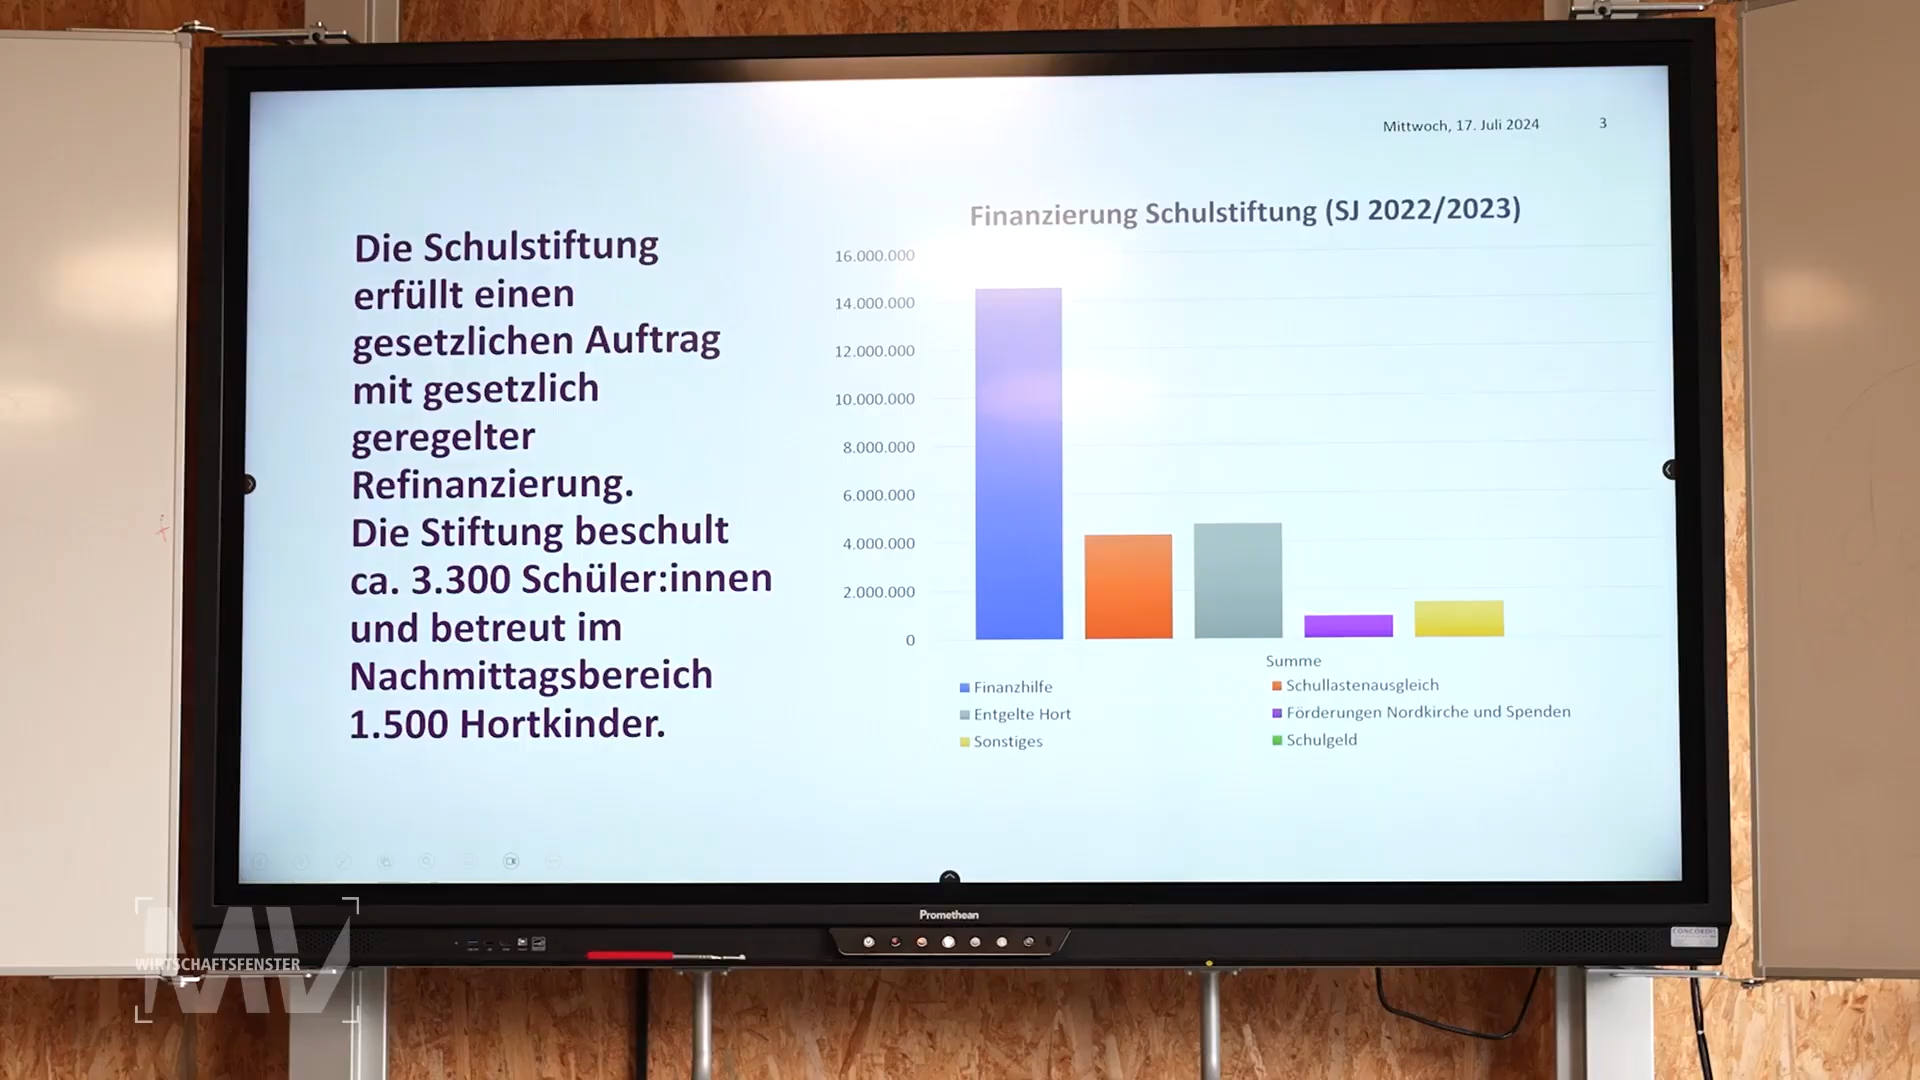 Mittwoch, 17. Juli 2024 3
Die Schulstiftung
erfüllt einen
gesetzlichen Auftrag
mit gesetzlich
geregelter
Refinanzierung.
Die Stiftung beschult
ca. 3.300 Schüler:innen
und betreut im
Nachmittagsbereich
1.500 Hortkinder.
Finanzierung Schulstiftung (SJ 2022/2023)
16.000.000
14.000.000
12.000.000
10.000.000
8.000.000
6.000.000
4.000.000
2.000.000
0
Summe
Finanzhilfe
Schullastenausgleich
Entgelte Hort
Förderungen Nordkirche und Spenden
Sonstiges
Schulgeld
Promethean
CONCORDIS
MV
WIRTSCHAFTSFENSTER